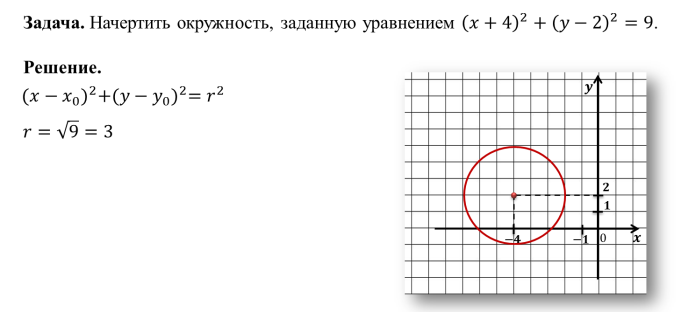 Задача. Начертить окружность, заданную уравнением (x + 4)² + (y − 2)² = 9.
Решение.
(x − x₀)²+(y − y₀)²= r²
r = √9 = 3
y
2
1
−4
−1
0
x